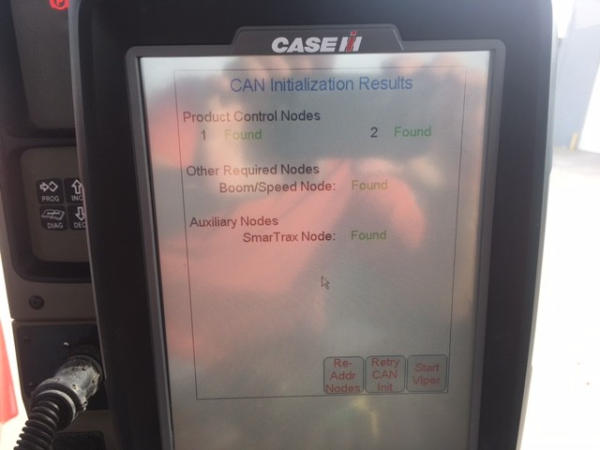 CASE IH
CAN Initialization Results
Product Control Nodes
1 Found 2 Found
Other Required Nodes
Boom/Speed Node: Found
Auxiliary Nodes
SmarTrax Node: Found
PROG
DIAG
Re-
Addr
Nodes
Retry
CAN
Init
Start
Viper